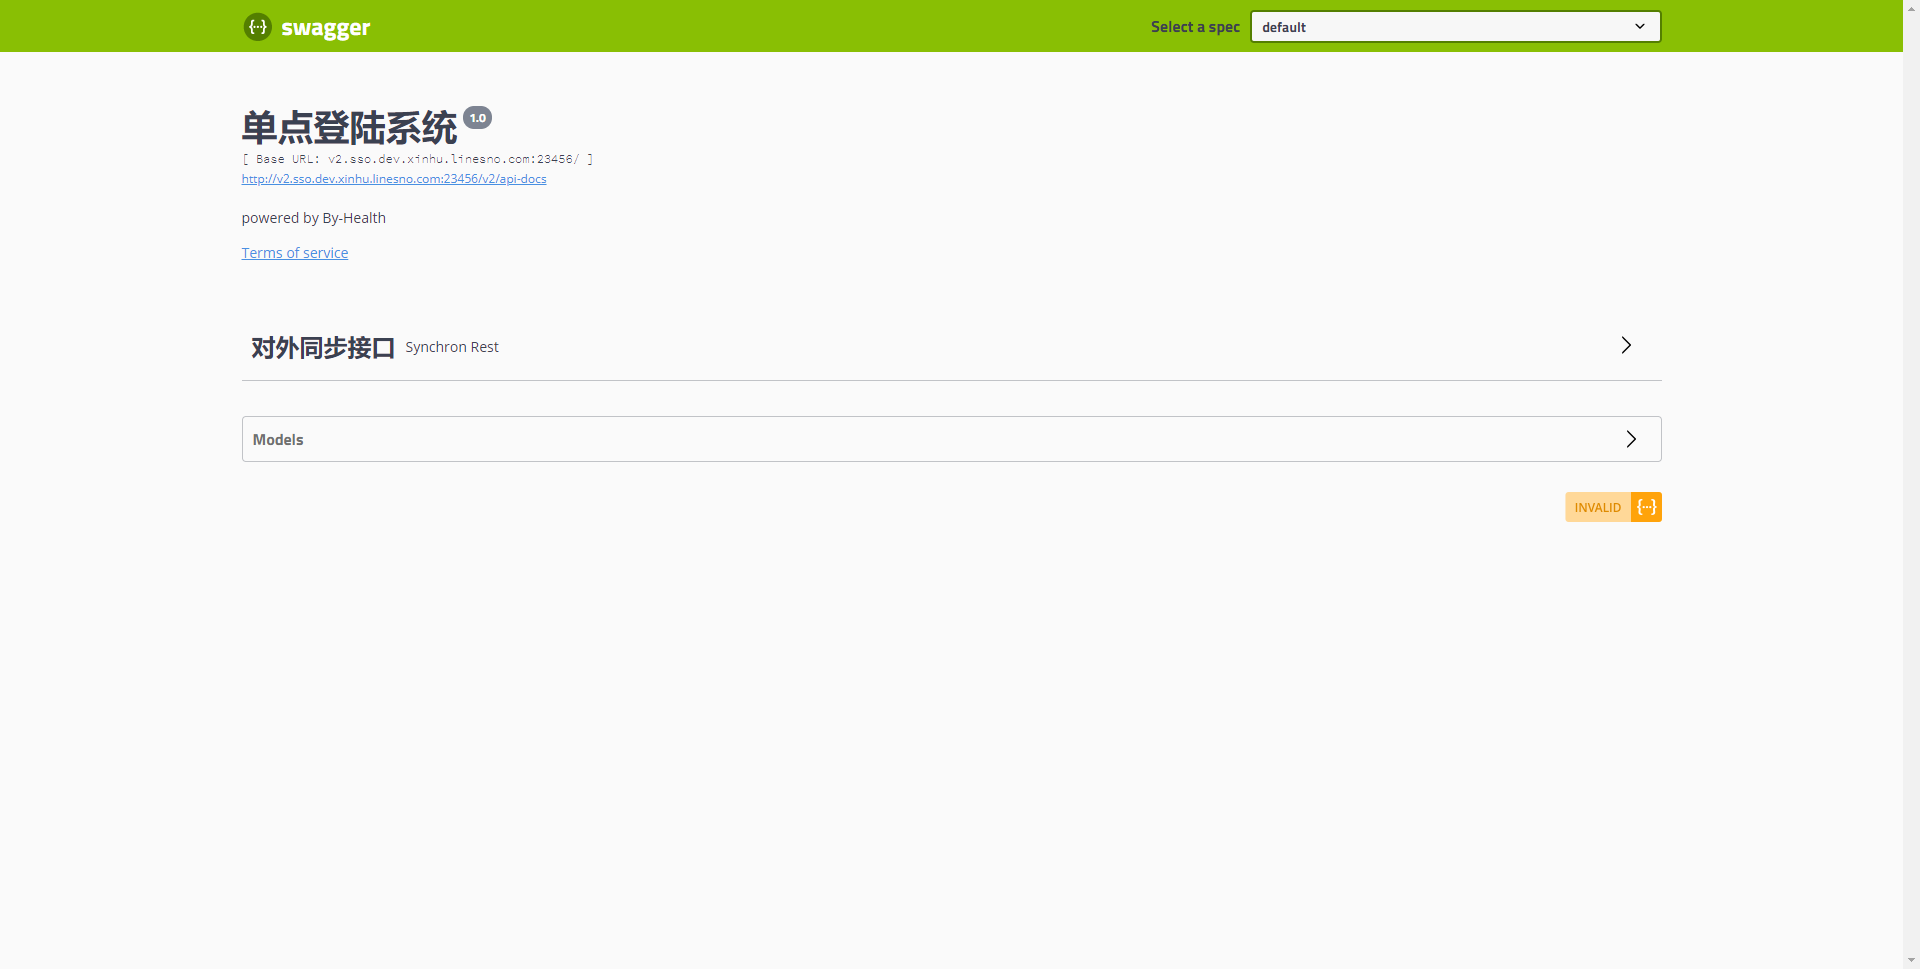 {···} swagger
Select a spec default
单点登陆系统 1.0
[ Base URL: v2.sso.dev.xinhu.linesno.com:23456/ ]
http://v2.sso.dev.xinhu.linesno.com:23456/v2/api-docs
powered by By-Health
Terms of service
对外同步接口 Synchron Rest
Models
INVALID {···}